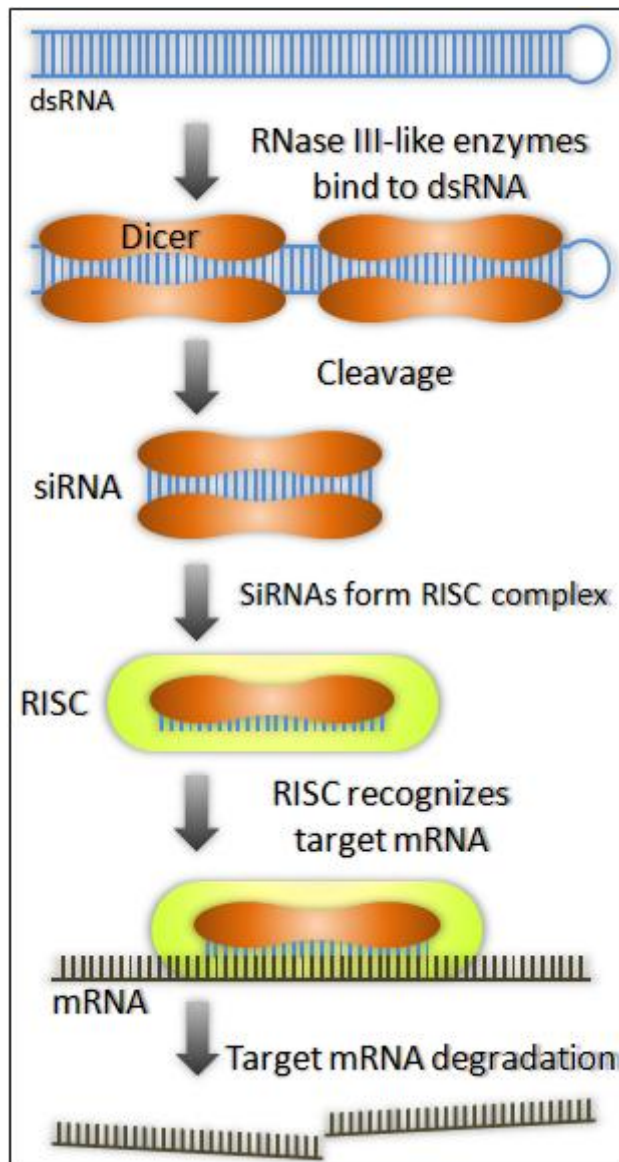 dsRNA
RNase III-like enzymes
bind to dsRNA
Dicer
Cleavage
siRNA
SiRNAs form RISC complex
RISC
RISC recognizes
target mRNA
mRNA
Target mRNA degradation